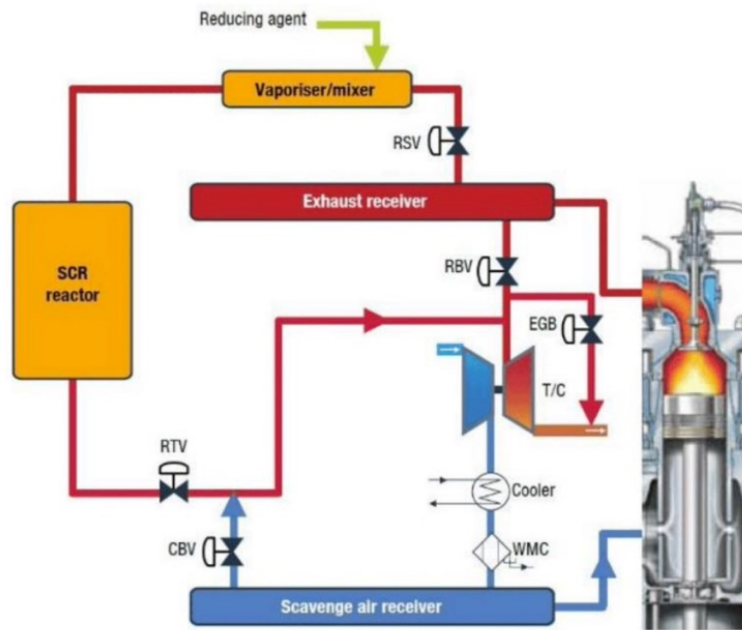 Reducing agent
Vaporiser/mixer
RSV
Exhaust receiver
SCR
reactor
RBV
EGB
T/C
RTV
Cooler
CBV
WMC
Scavenge air receiver